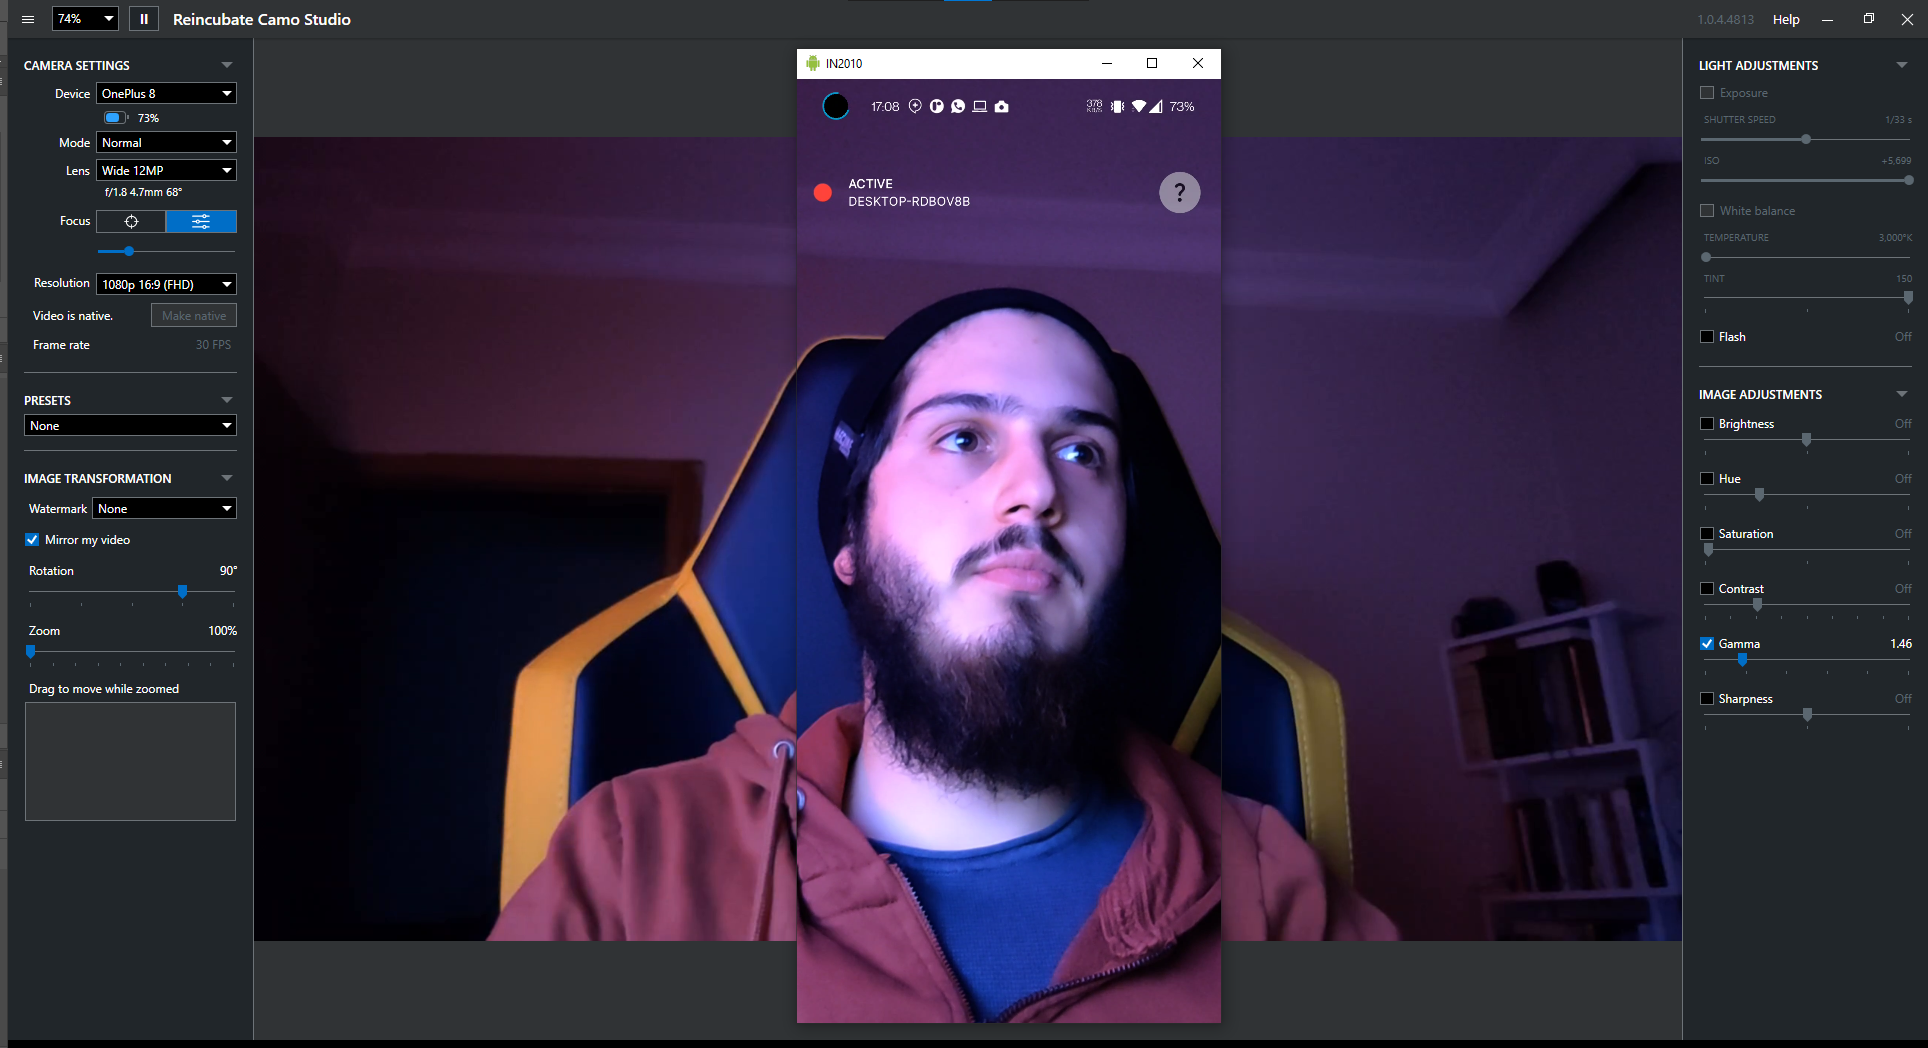 74%
Reincubate Camo Studio
1.0.4.4813
Help
CAMERA SETTINGS
Device
OnePlus 8
73%
Mode
Normal
Lens
Wide 12MP
f/1.8 4.7mm 68°
Focus
Resolution
1080p 16:9 (FHD)
Video is native.
Make native
Frame rate
30 FPS
PRESETS
None
IMAGE TRANSFORMATION
Watermark
None
Mirror my video
Rotation
90°
Zoom
100%
Drag to move while zoomed
IN2010
17:08
378
73%
ACTIVE
?
DESKTOP-RDBOV8B
LIGHT ADJUSTMENTS
Exposure
SHUTTER SPEED
1/33 s
ISO
+5,699
White balance
TEMPERATURE
3,000°K
TINT
150
Flash
Off
IMAGE ADJUSTMENTS
Brightness
Off
Hue
Off
Saturation
Off
Contrast
Off
Gamma
1.46
Sharpness
Off